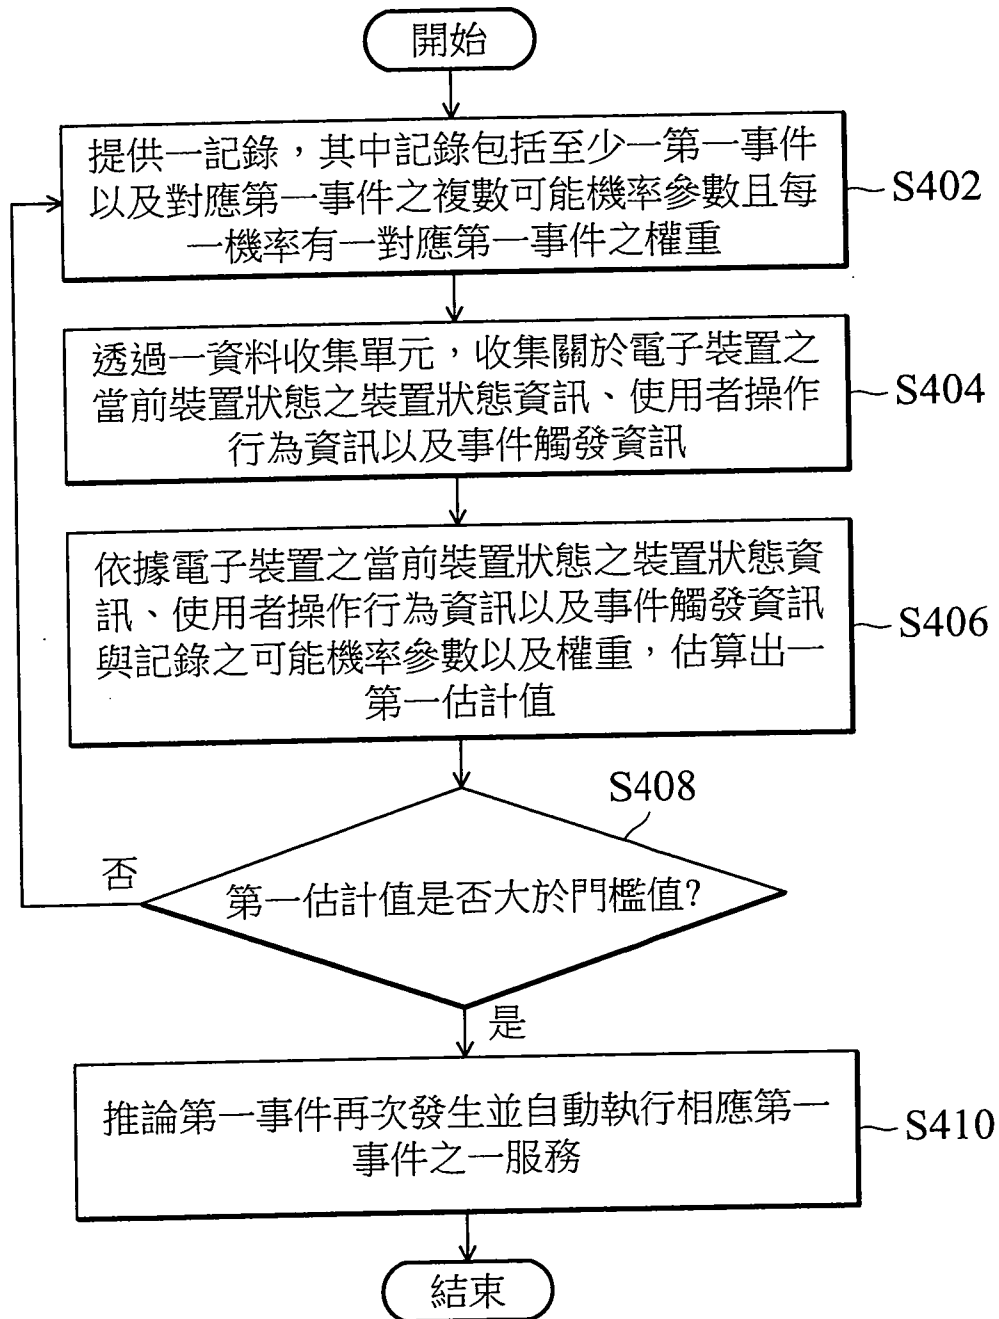 開始
提供一記錄，其中記錄包括至少一第一事件
以及對應第一事件之複數可能機率參數且每
一機率有一對應第一事件之權重
S402
透過一資料收集單元，收集關於電子裝置之
當前裝置狀態之裝置狀態資訊、使用者操作
行為資訊以及事件觸發資訊
S404
依據電子裝置之當前裝置狀態之裝置狀態資
訊、使用者操作行為資訊以及事件觸發資訊
與記錄之可能機率參數以及權重，估算出一
第一估計值
S406
S408
否
第一估計值是否大於門檻值?
是
推論第一事件再次發生並自動執行相應第一
事件之一服務
S410
結束